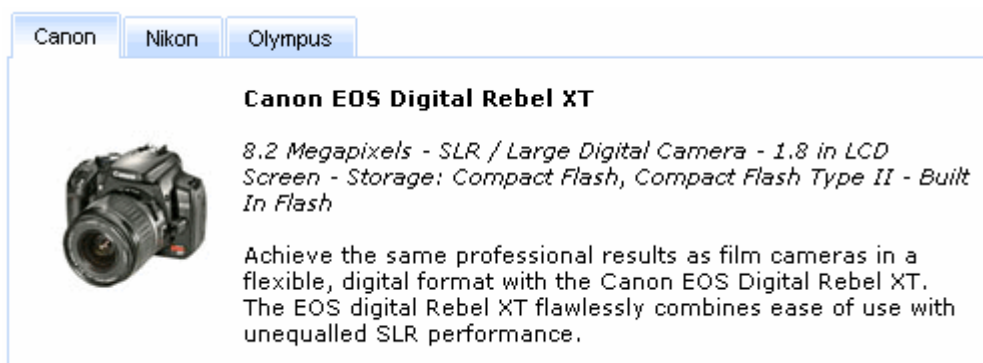 Canon Nikon Olympus
Canon EOS Digital Rebel XT
8.2 Megapixels - SLR / Large Digital Camera - 1.8 in LCD
Screen - Storage: Compact Flash, Compact Flash Type II - Built
In Flash
Achieve the same professional results as film cameras in a
flexible, digital format with the Canon EOS Digital Rebel XT.
The EOS digital Rebel XT flawlessly combines ease of use with
unequalled SLR performance.
Canon